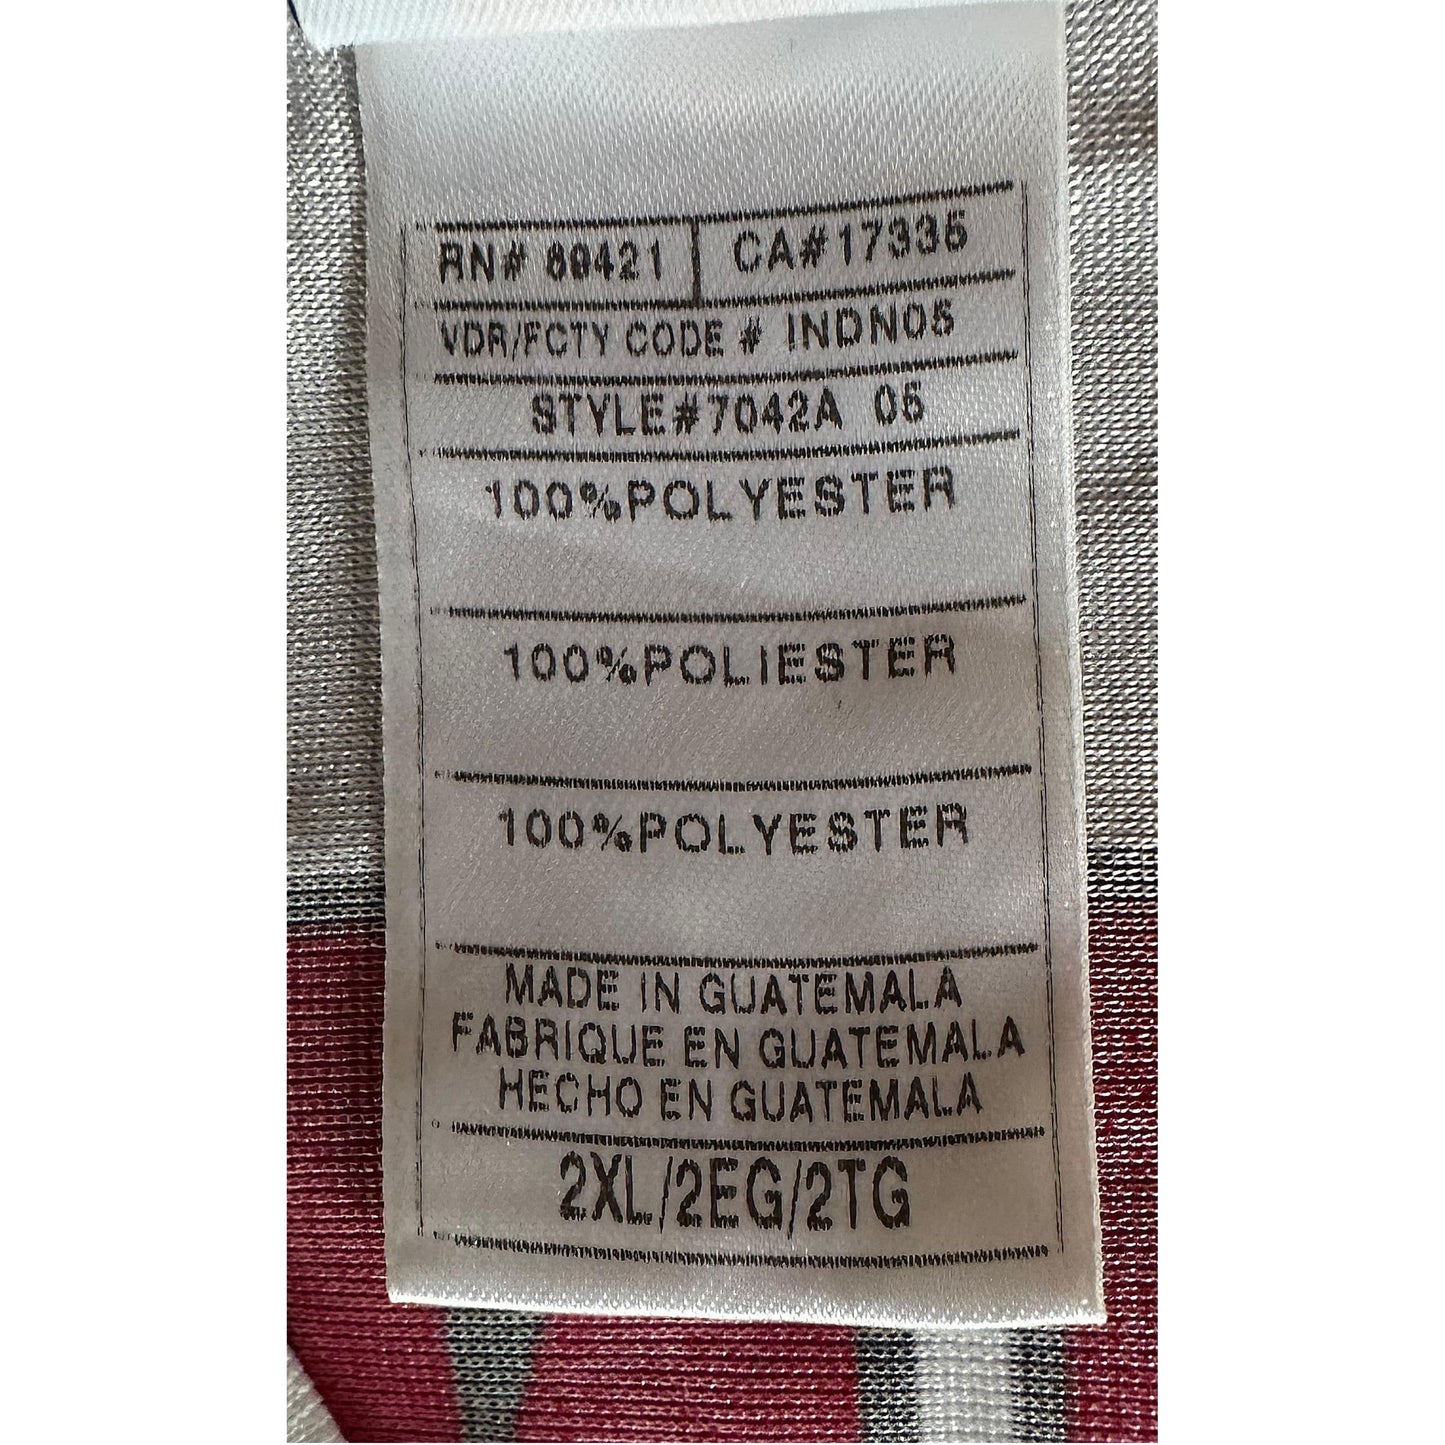 RN# 89421 CA#17335
VDR/FCTY CODE # INDN05
STYLE#7042A 05
100%POLYESTER
100%POLIESTER
100%POLYESTER
MADE IN GUATEMALA
FABRIQUE EN GUATEMALA
HECHO EN GUATEMALA
2XL/2EG/2TG